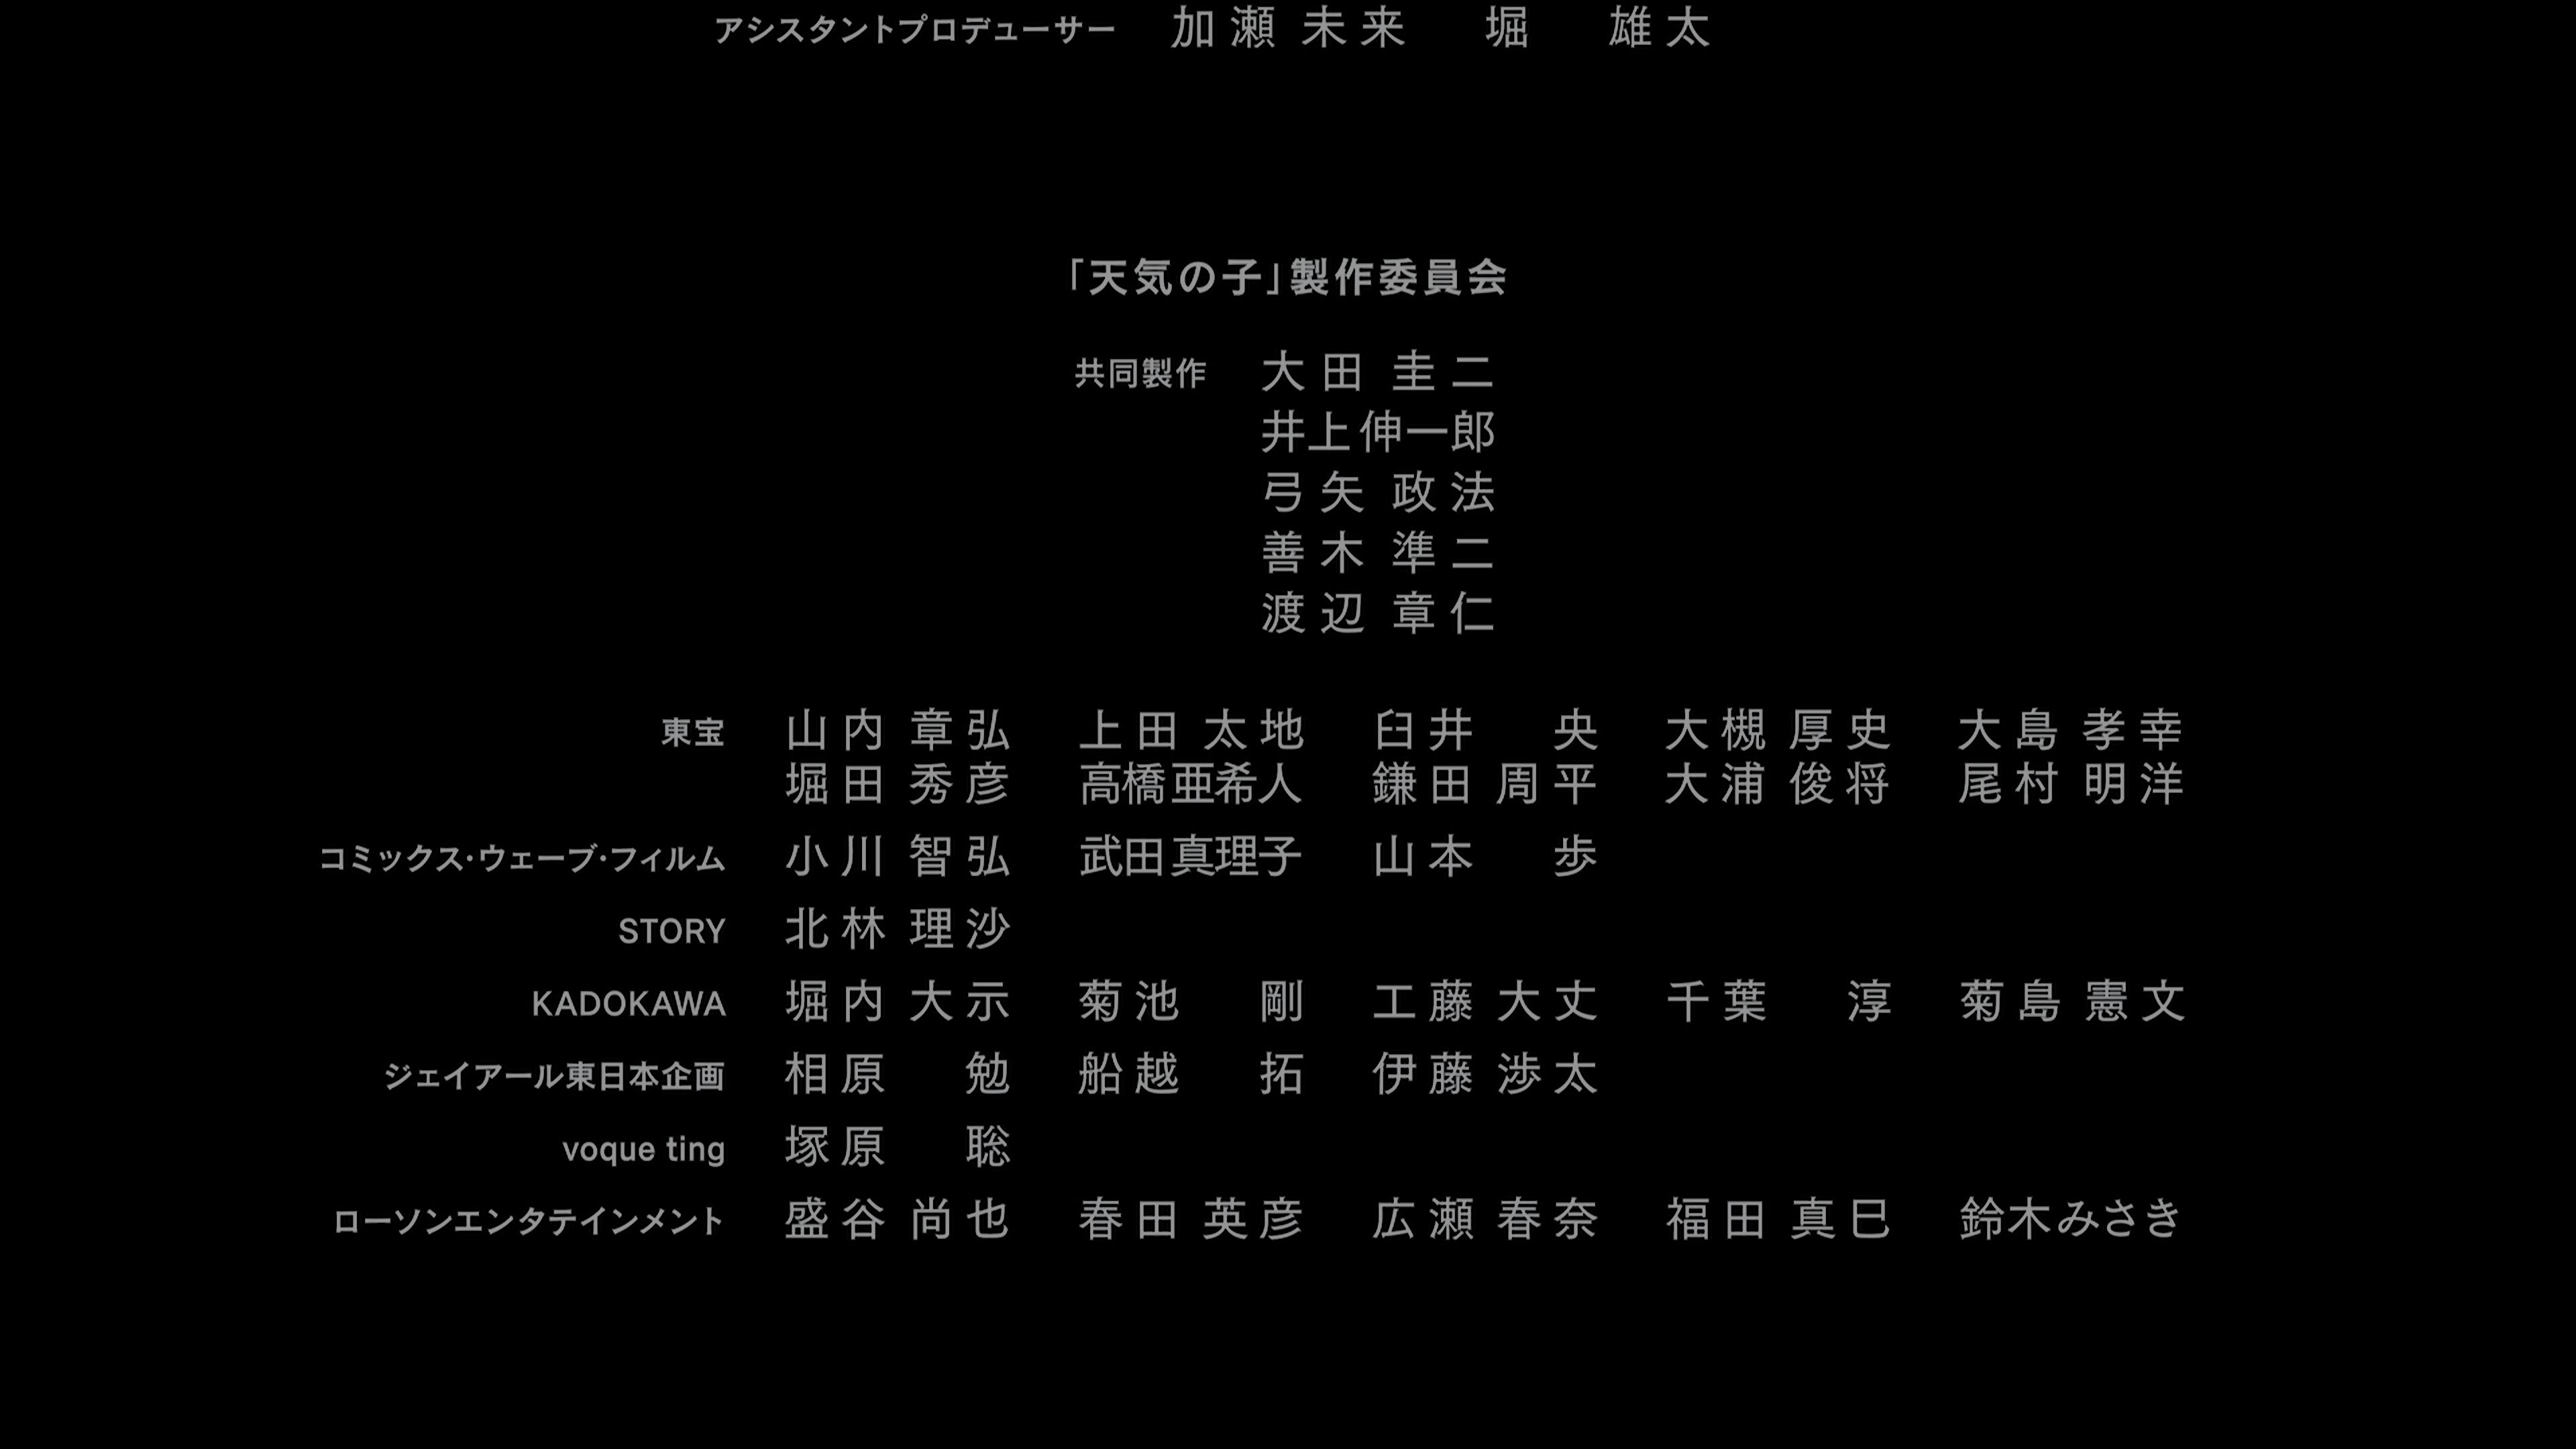 アシスタントプロデューサー 加瀬未来 堀 雄太
「天気の子」製作委員会
共同製作 大田圭二
井上伸一郎
弓矢政法
善木準二
渡辺章仁
東宝 山内章弘 上田太地 臼井 央 大槻厚史 大島孝幸
堀田秀彦 高橋亜希人 鎌田周平 大浦俊将 尾村明洋
コミックス・ウェーブ・フィルム 小川智弘 武田真理子 山本 歩
STORY 北林理沙
KADOKAWA 堀内大示 菊池 剛 工藤大丈 千葉 淳 菊島憲文
ジェイアール東日本企画 相原 勉 船越 拓 伊藤渉太
voque ting 塚原 聡
ローソンエンタテインメント 盛谷尚也 春田英彦 広瀬春奈 福田真巳 鈴木みさき